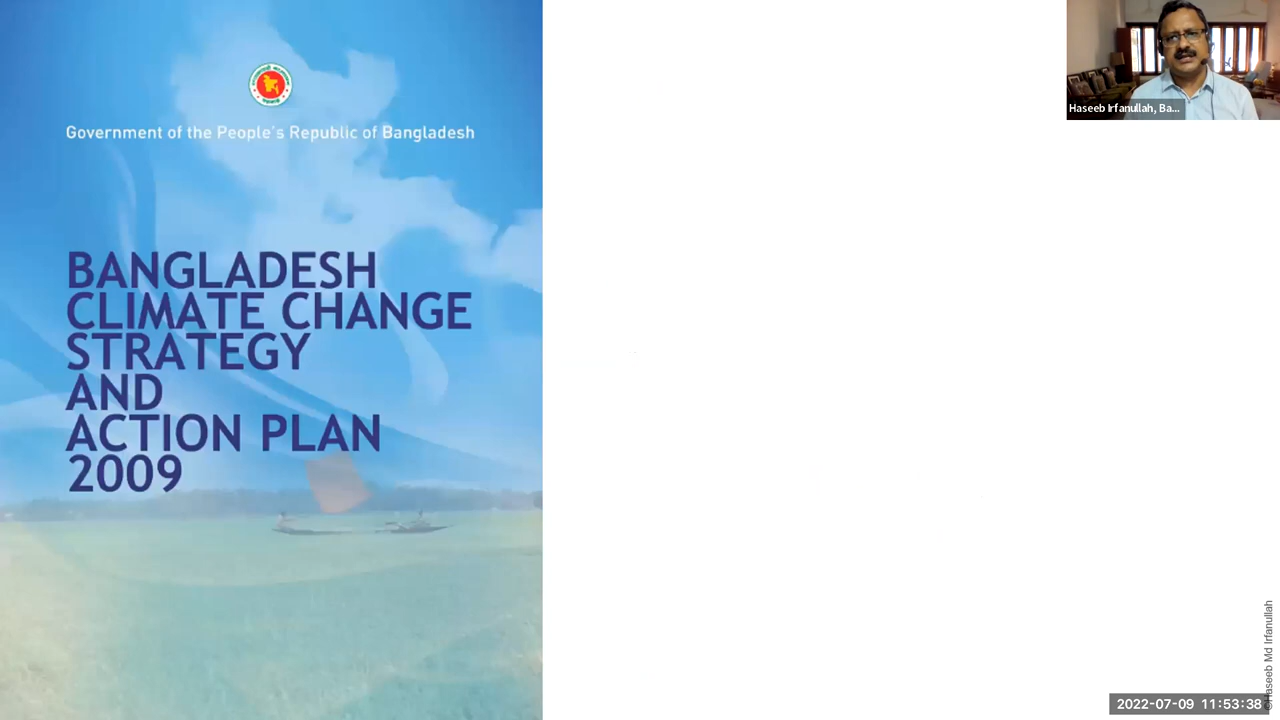 Government of the People's Republic of Bangladesh
BANGLADESH
CLIMATE CHANGE
STRATEGY
AND
ACTION PLAN
2009
Haseeb Irfanullah, Ba...
©Haseeb Md Irfanullah
2022-07-09 11:53:38